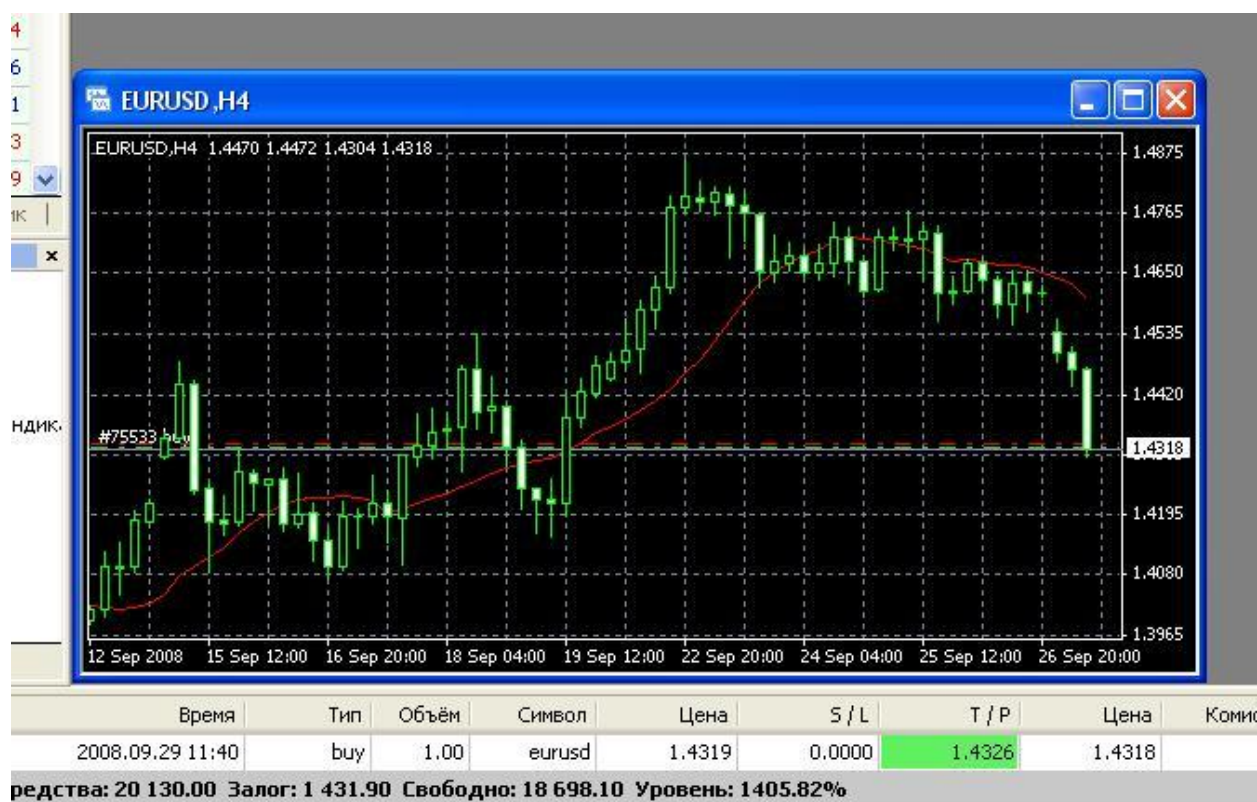 4
6
1
3
9
ик
EURUSD,H4
EURUSD,H4 1.4470 1.4472 1.4304 1.4318
1.4875
1.4765
1.4650
1.4535
1.4420
1.4318
1.4195
1.4080
1.3965
#75533 buy
ндик
12 Sep 2008 15 Sep 12:00 16 Sep 20:00 18 Sep 04:00 19 Sep 12:00 22 Sep 20:00 24 Sep 04:00 25 Sep 12:00 26 Sep 20:00
Время Тип Объём Символ Цена S / L T / P Цена Комис
2008.09.29 11:40 buy 1.00 eurusd 1.4319 0.0000 1.4326 1.4318
редства: 20 130.00 Залог: 1 431.90 Свободно: 18 698.10 Уровень: 1405.82%